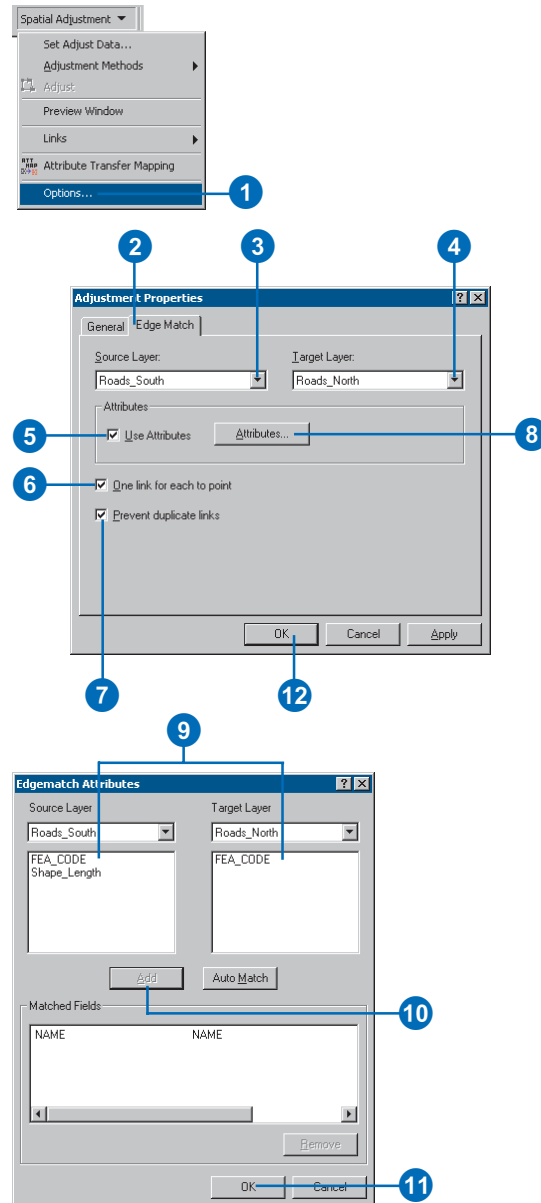 Spatial Adjustment
Set Adjust Data...
Adjustment Methods
Adjust
Preview Window
Links
ATT MAP
Attribute Transfer Mapping
Options...
1
2
3
4
Adjustment Properties
General
Edge Match
Source Layer:
Target Layer:
Roads_South
Roads_North
Attributes
5
Use Attributes
Attributes...
8
6
One link for each to point
Prevent duplicate links
OK
Cancel
Apply
7
12
9
Edgematch Attributes
Source Layer
Target Layer
Roads_South
Roads_North
FEA_CODE
FEA_CODE
Shape_Length
Add
Auto Match
Matched Fields
10
NAME
NAME
Remove
OK
Cancel
11